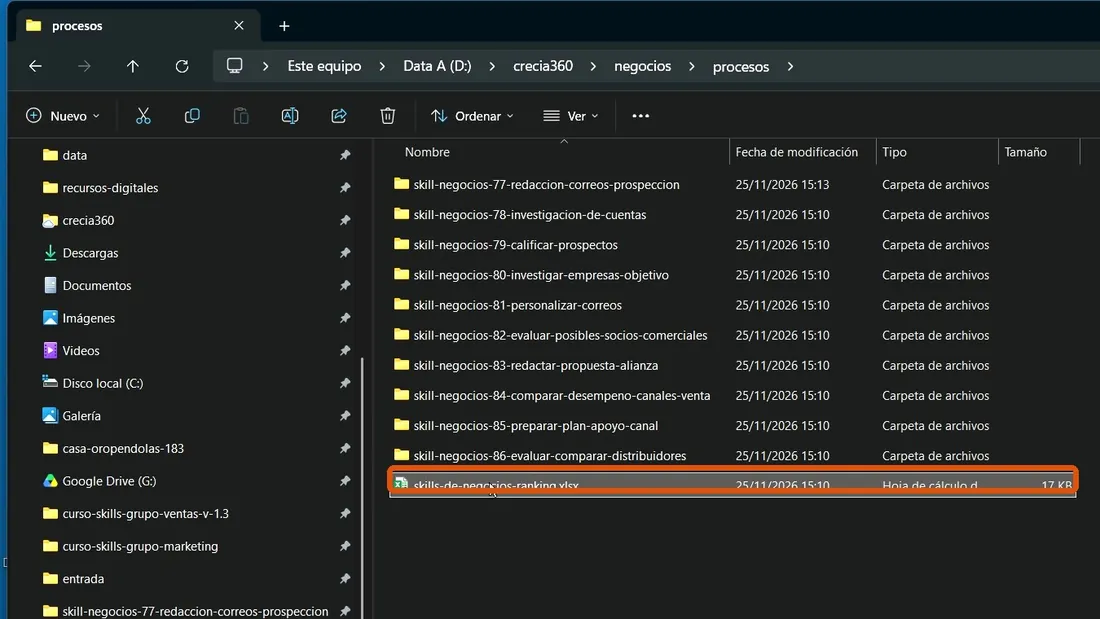 procesos
Este equipo > Data A (D:) > crecia360 > negocios > procesos >
Nuevo Ordenar Ver
data
recursos-digitales
crecia360
Descargas
Documentos
Imágenes
Videos
Disco local (C:)
Galería
casa-oropendolas-183
Google Drive (G:)
curso-skills-grupo-ventas-v-1.3
curso-skills-grupo-marketing
entrada
skill-negocios-77-redaccion-correos-prospeccion
Nombre Fecha de modificación Tipo Tamaño
skill-negocios-77-redaccion-correos-prospeccion 25/11/2026 15:13 Carpeta de archivos
skill-negocios-78-investigacion-de-cuentas 25/11/2026 15:10 Carpeta de archivos
skill-negocios-79-calificar-prospectos 25/11/2026 15:10 Carpeta de archivos
skill-negocios-80-investigar-empresas-objetivo 25/11/2026 15:10 Carpeta de archivos
skill-negocios-81-personalizar-correos 25/11/2026 15:10 Carpeta de archivos
skill-negocios-82-evaluar-posibles-socios-comerciales 25/11/2026 15:10 Carpeta de archivos
skill-negocios-83-redactar-propuesta-alianza 25/11/2026 15:10 Carpeta de archivos
skill-negocios-84-comparar-desempeno-canales-venta 25/11/2026 15:10 Carpeta de archivos
skill-negocios-85-preparar-plan-apoyo-canal 25/11/2026 15:10 Carpeta de archivos
skill-negocios-86-evaluar-comparar-distribuidores 25/11/2026 15:10 Carpeta de archivos
skills-de-negocios-ranking.xlsx 25/11/2026 15:10 Hoja de cálculo d... 17 KB